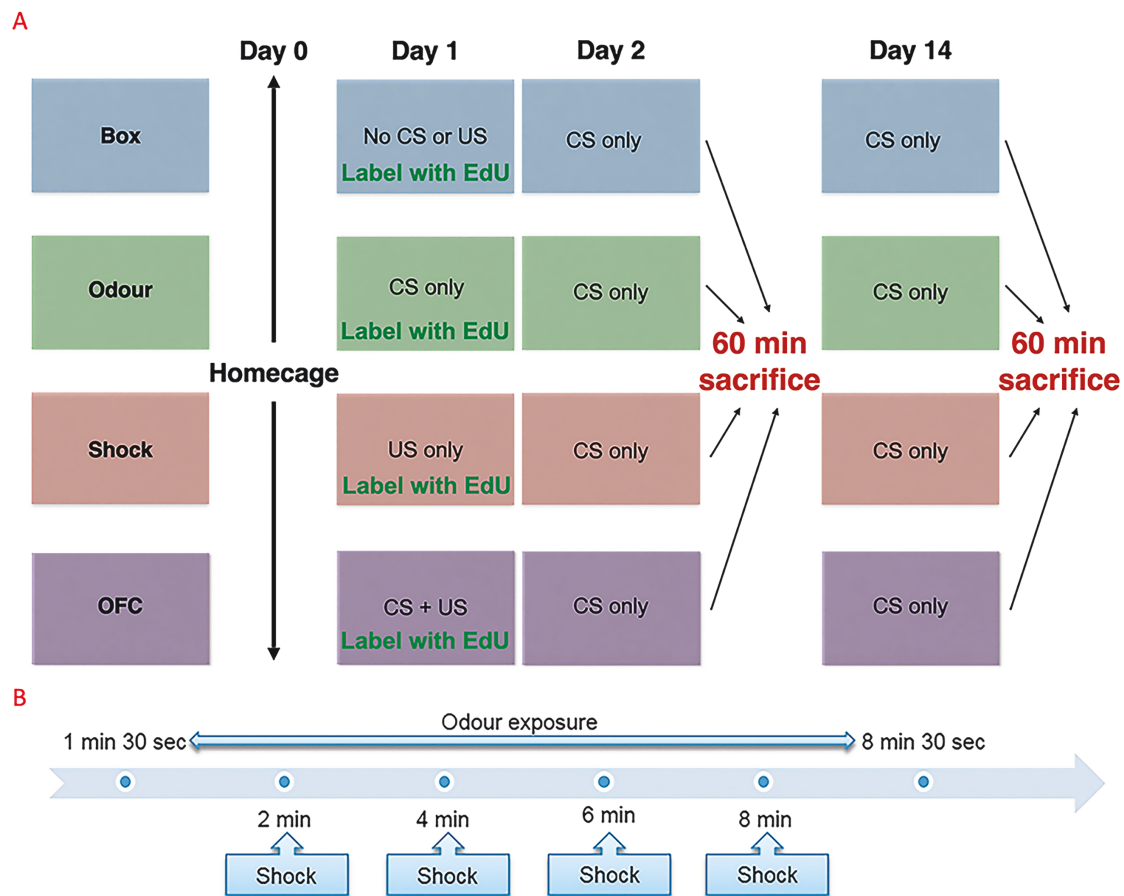 A
Day 0
Day 1
Day 2
Day 14
Box
No CS or US
Label with EdU
CS only
CS only
Odour
CS only
Label with EdU
CS only
CS only
60 min
sacrifice
60 min
sacrifice
Homecage
Shock
US only
Label with EdU
CS only
CS only
OFC
CS + US
Label with EdU
CS only
CS only
B
Odour exposure
1 min 30 sec
8 min 30 sec
2 min
4 min
6 min
8 min
Shock
Shock
Shock
Shock